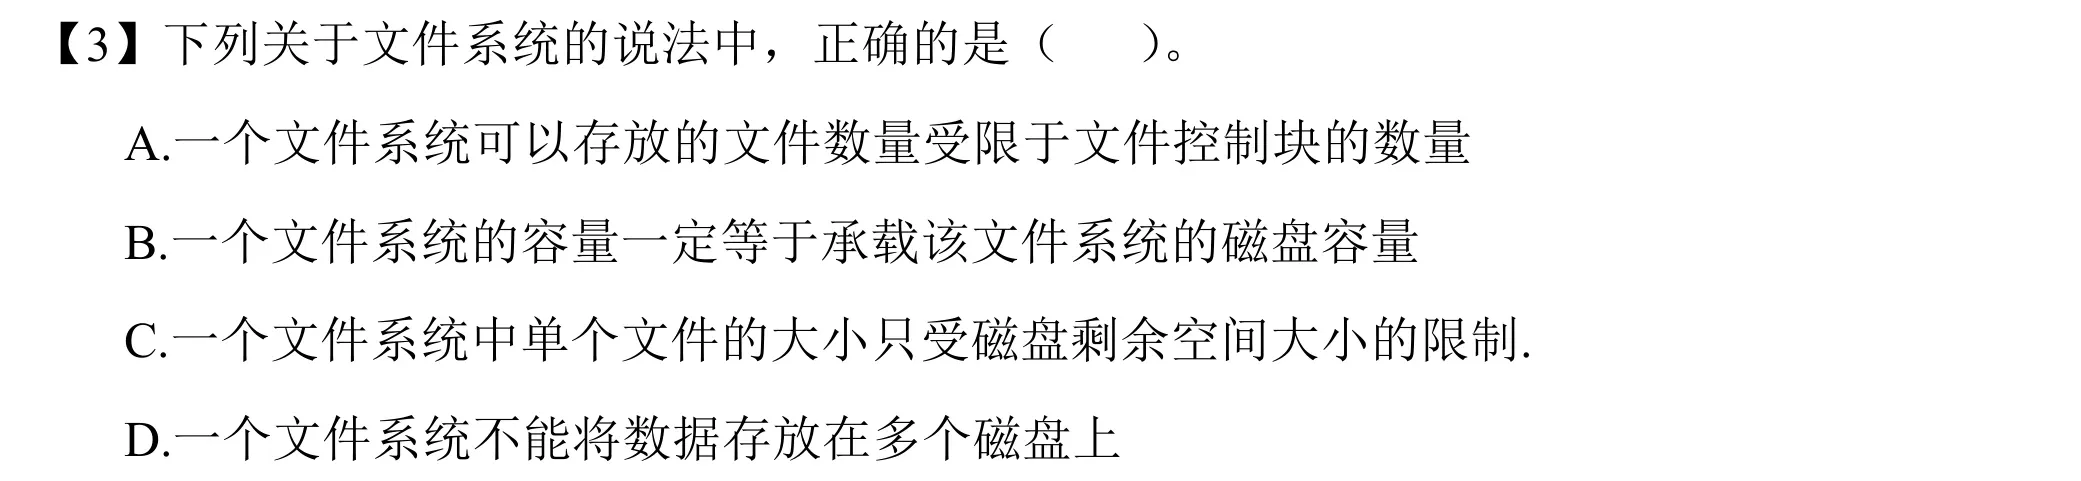 【3】下列关于文件系统的说法中，正确的是（　　）。
A.一个文件系统可以存放的文件数量受限于文件控制块的数量
B.一个文件系统的容量一定等于承载该文件系统的磁盘容量
C.一个文件系统中单个文件的大小只受磁盘剩余空间大小的限制.
D.一个文件系统不能将数据存放在多个磁盘上